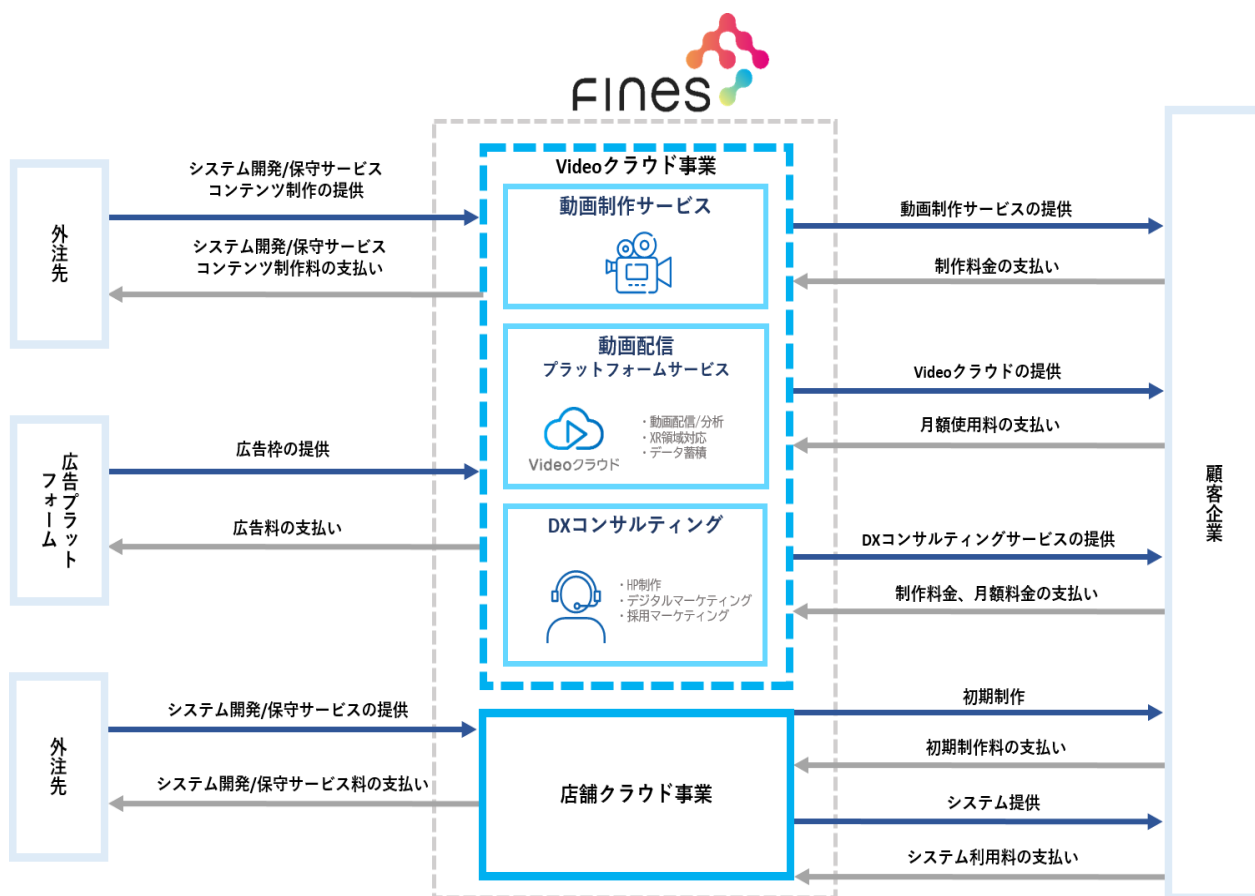 FINES
外注先
システム開発/保守サービス
コンテンツ制作の提供
システム開発/保守サービス
コンテンツ制作料の支払い
広告プラット
フォーム
広告枠の提供
広告料の支払い
外注先
システム開発/保守サービスの提供
システム開発/保守サービス料の支払い
Videoクラウド事業
動画制作サービス
動画配信
プラットフォームサービス
Videoクラウド
・動画配信/分析
・XR領域対応
・データ蓄積
DXコンサルティング
・HP制作
・デジタルマーケティング
・採用マーケティング
店舗クラウド事業
動画制作サービスの提供
制作料金の支払い
Videoクラウドの提供
月額使用料の支払い
DXコンサルティングサービスの提供
制作料金、月額料金の支払い
初期制作
初期制作料の支払い
システム提供
システム利用料の支払い
顧客企業